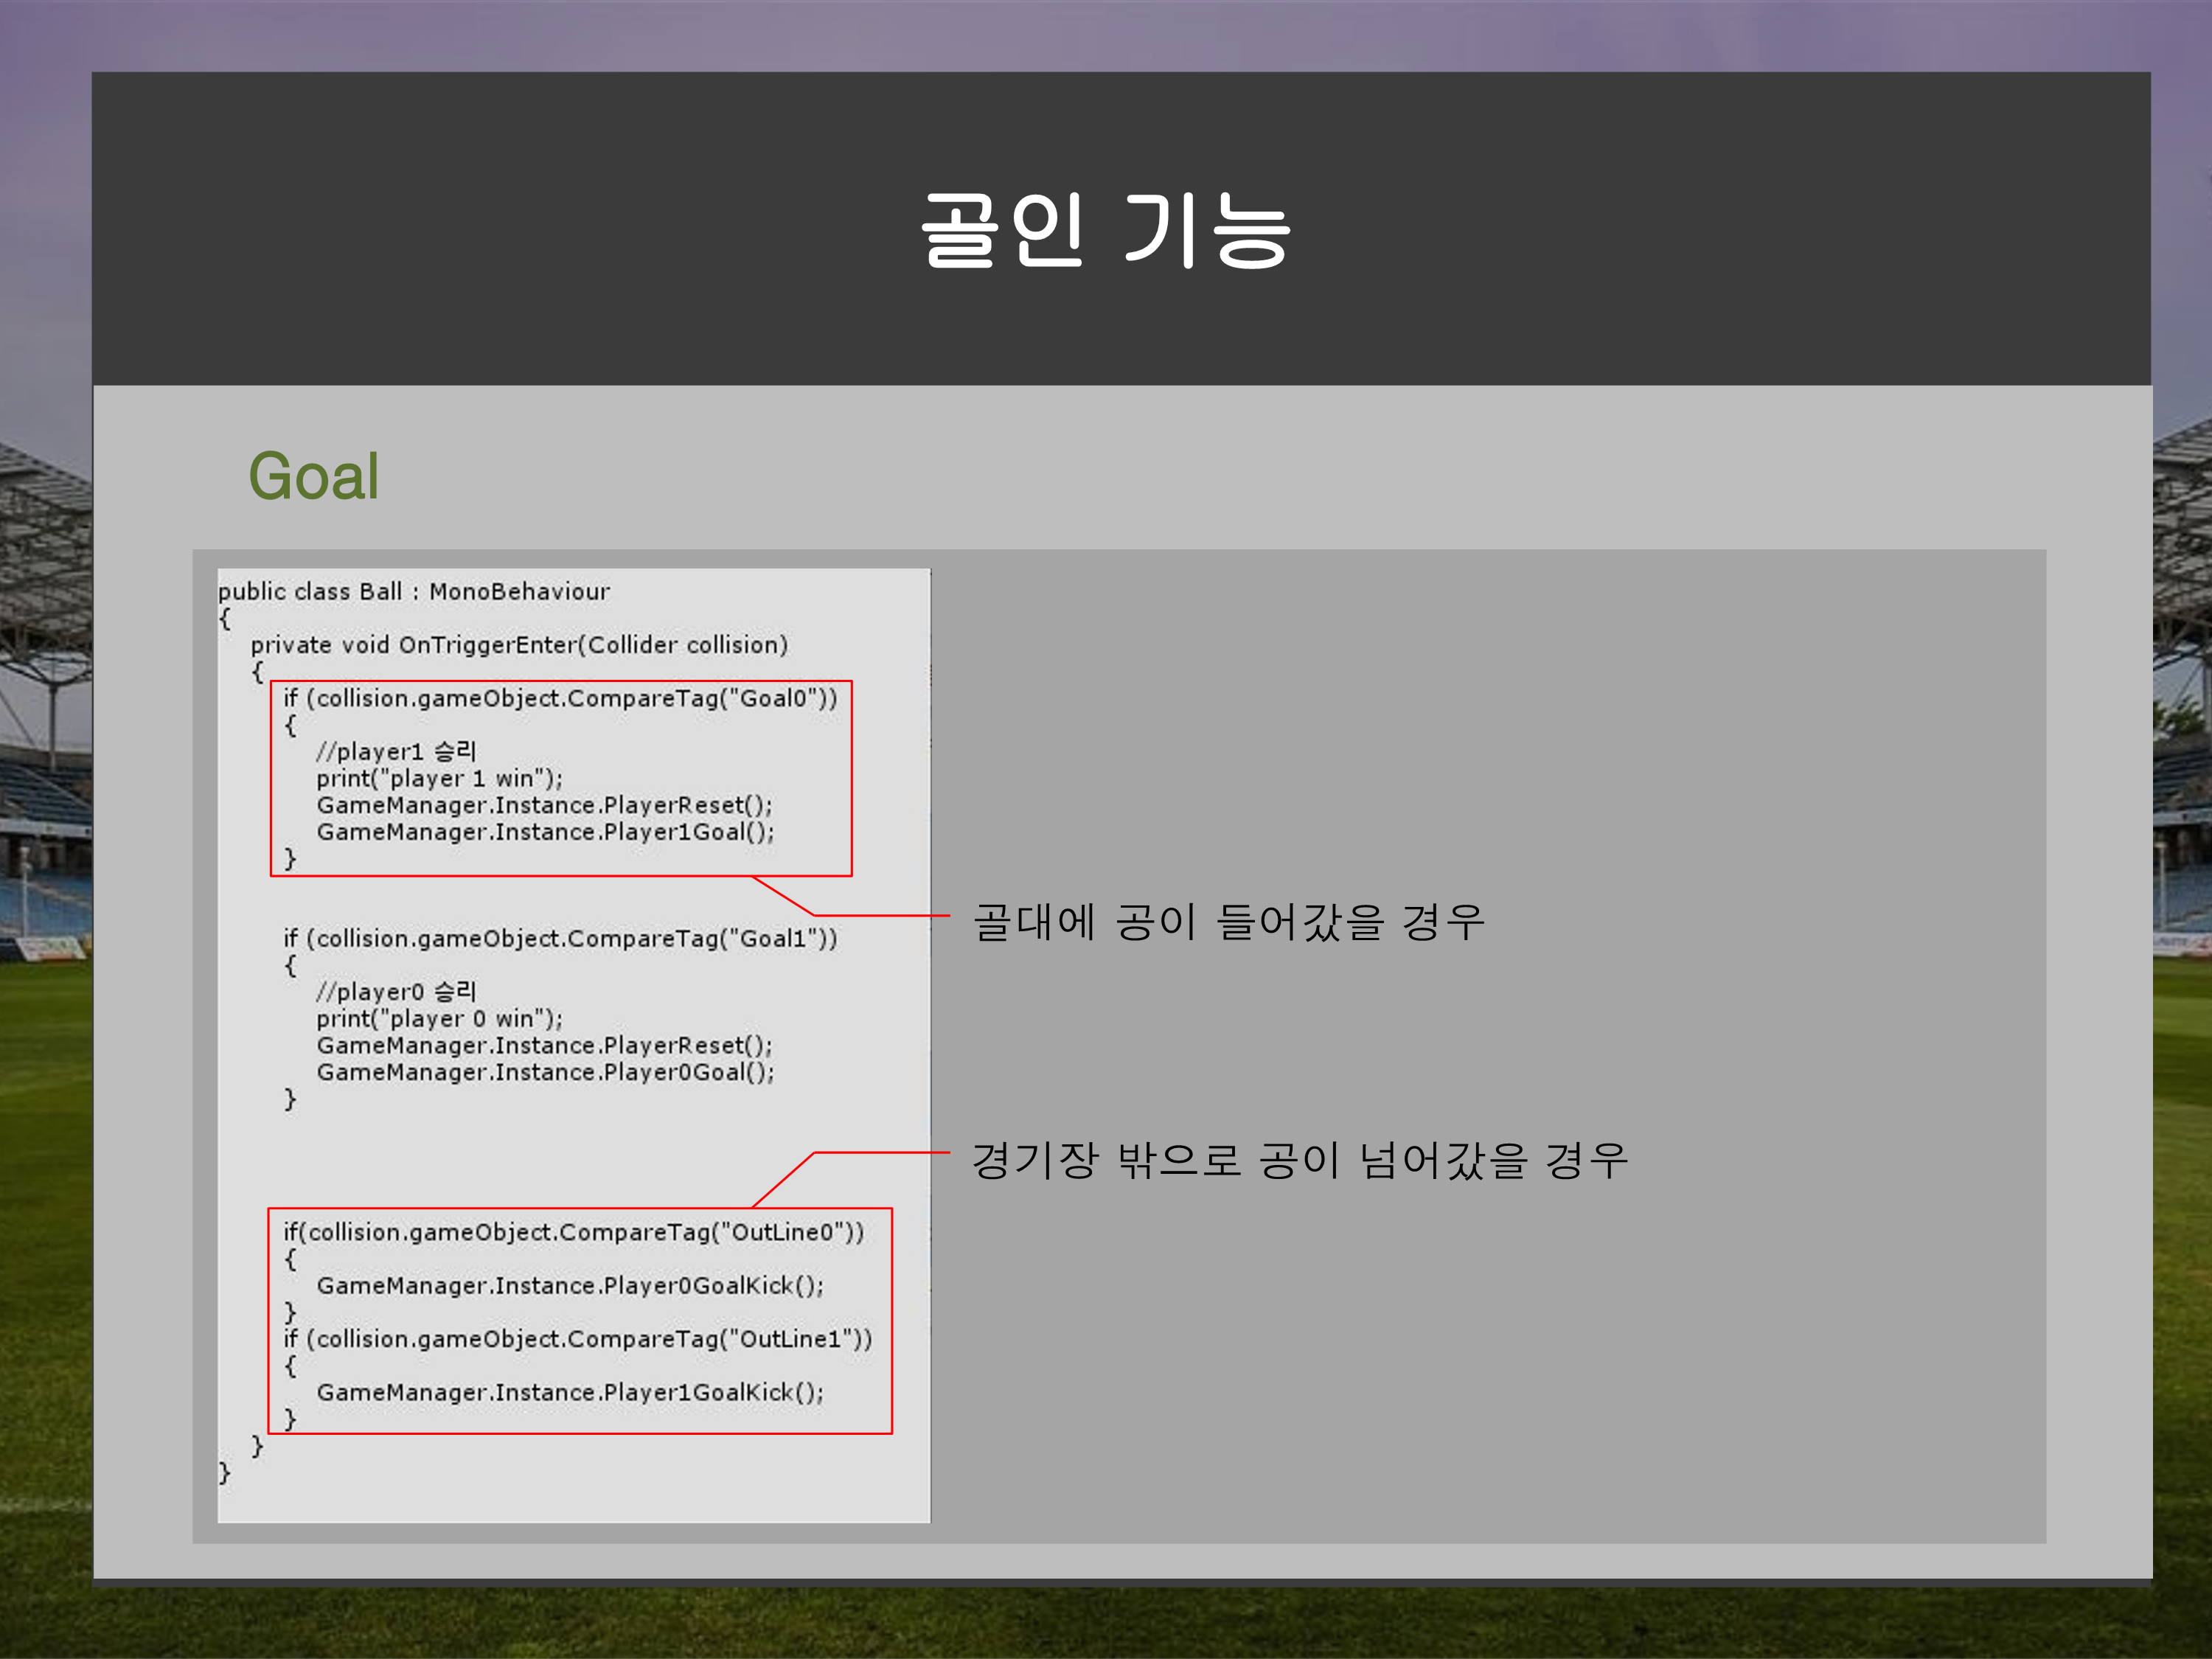 골인 기능
Goal
public class Ball : MonoBehaviour
{
private void OnTriggerEnter(Collider collision)
{
if (collision.gameObject.CompareTag("Goal0"))
{
//player1 승리
print("player 1 win");
GameManager.Instance.PlayerReset();
GameManager.Instance.Player1Goal();
}
골대에 공이 들어갔을 경우
if (collision.gameObject.CompareTag("Goal1"))
{
//player0 승리
print("player 0 win");
GameManager.Instance.PlayerReset();
GameManager.Instance.Player0Goal();
}
경기장 밖으로 공이 넘어갔을 경우
if(collision.gameObject.CompareTag("OutLine0"))
{
GameManager.Instance.Player0GoalKick();
}
if (collision.gameObject.CompareTag("OutLine1"))
{
GameManager.Instance.Player1GoalKick();
}
}
}